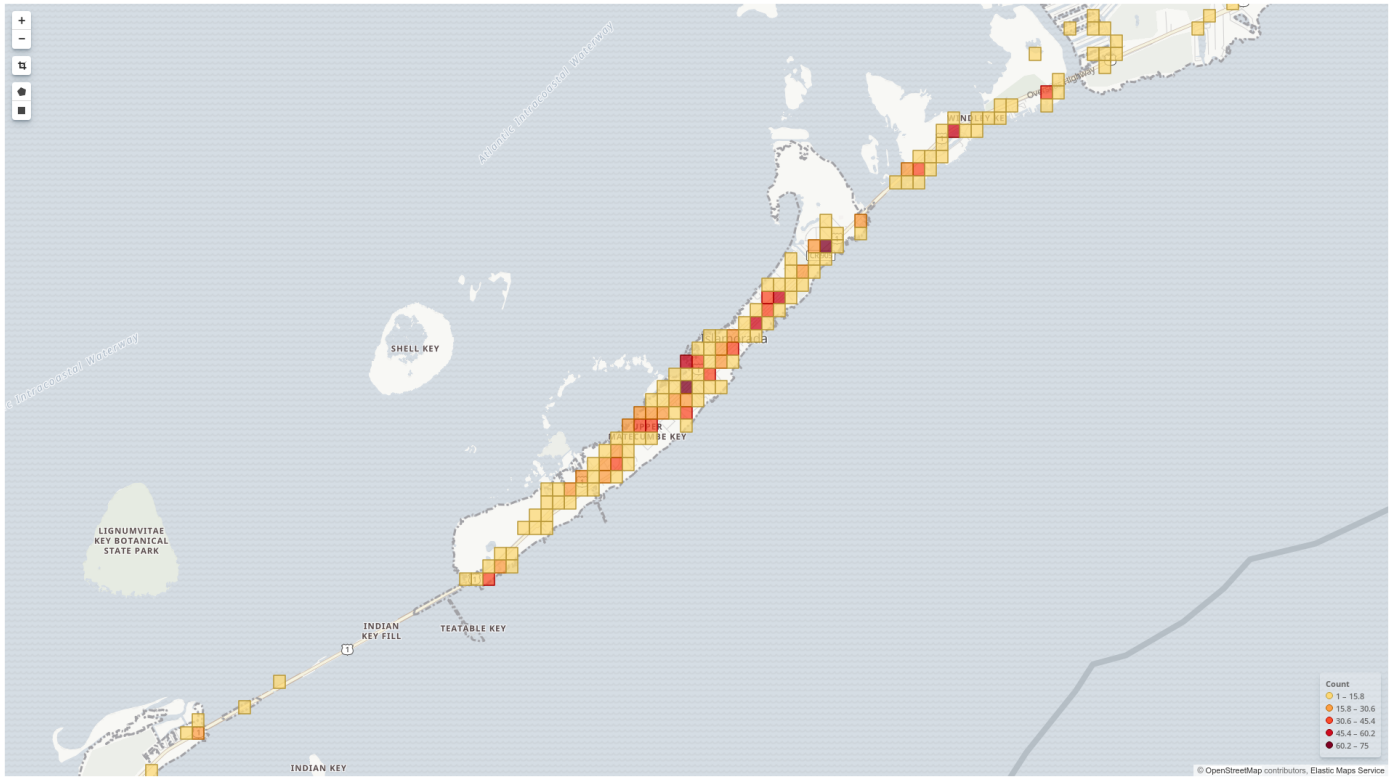 +
−
Atlantic Intracoastal Waterway
WINDLEY KE
SHELL KEY
Islamorada
c Intracoastal Waterway
UPPER
MATECUMBE KEY
LIGNUMVITAE
KEY BOTANICAL
STATE PARK
INDIAN
KEY FILL
TEATABLE KEY
1
INDIAN KEY
Count
1 – 15.8
15.8 – 30.6
30.6 – 45.4
45.4 – 60.2
60.2 – 75
© OpenStreetMap contributors, Elastic Maps Service